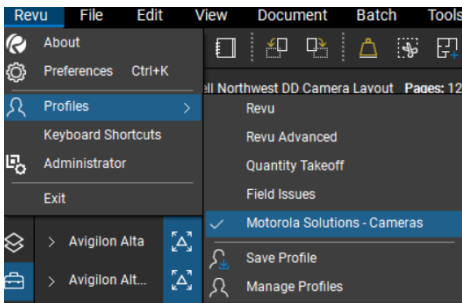 Revu File Edit View Document Batch Tools
About
Preferences Ctrl+K
ell Northwest DD Camera Layout Pages: 12
Profiles
Revu
Keyboard Shortcuts
Revu Advanced
Administrator
Quantity Takeoff
Exit
Field Issues
Motorola Solutions - Cameras
Avigilon Alta
Save Profile
Avigilon Alt...
Manage Profiles